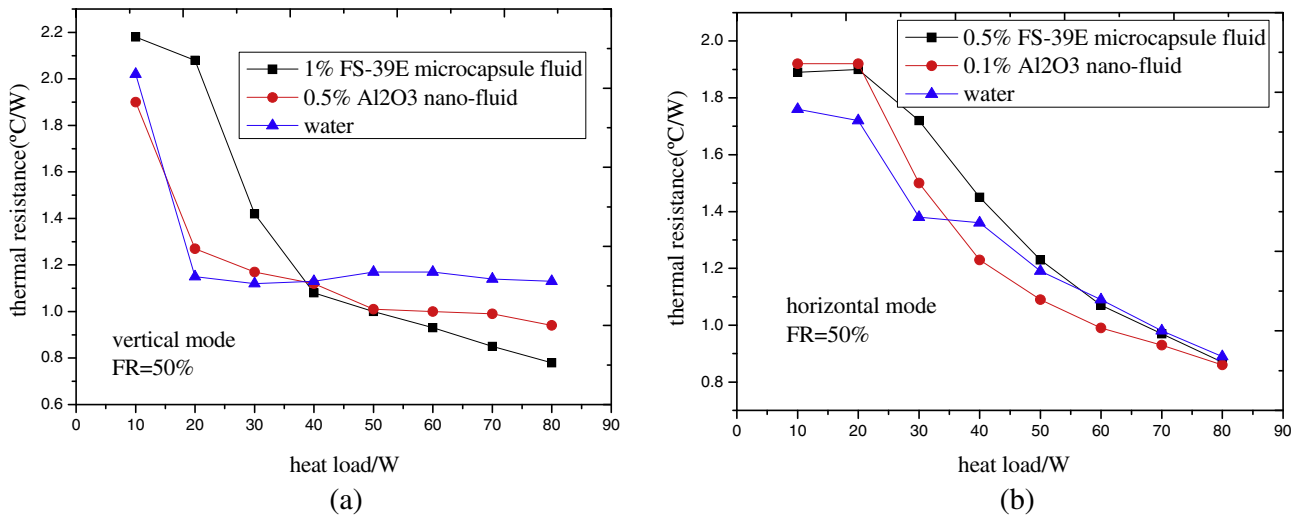 2.2
2.0
1.8
1.6
1.4
1.2
1.0
0.8
0.6
thermal resistance(ºC/W)
1% FS-39E microcapsule fluid
0.5% Al2O3 nano-fluid
water
vertical mode
FR=50%
0 10 20 30 40 50 60 70 80 90
heat load/W
(a)
2.0
1.8
1.6
1.4
1.2
1.0
0.8
thermal resistance(ºC/W)
0.5% FS-39E microcapsule fluid
0.1% Al2O3 nano-fluid
water
horizontal mode
FR=50%
0 10 20 30 40 50 60 70 80 90
heat load/W
(b)